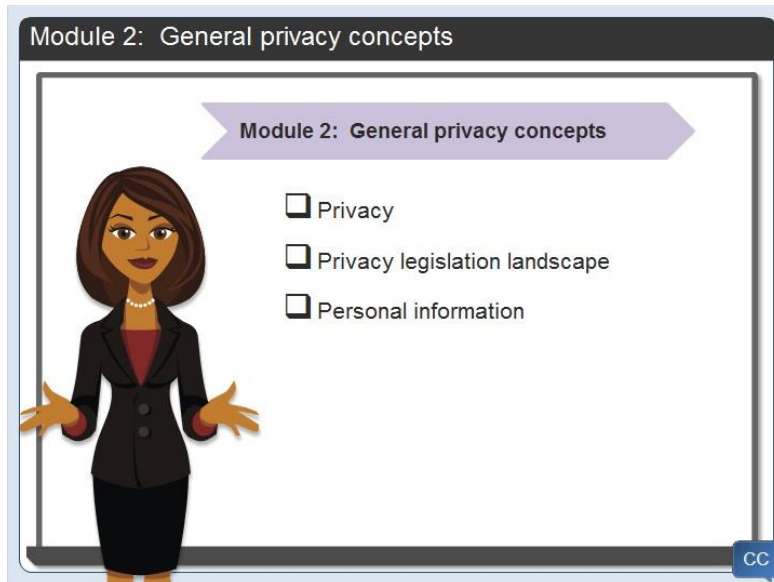 Module 2: General privacy concepts
Module 2: General privacy concepts
Privacy
Privacy legislation landscape
Personal information
CC